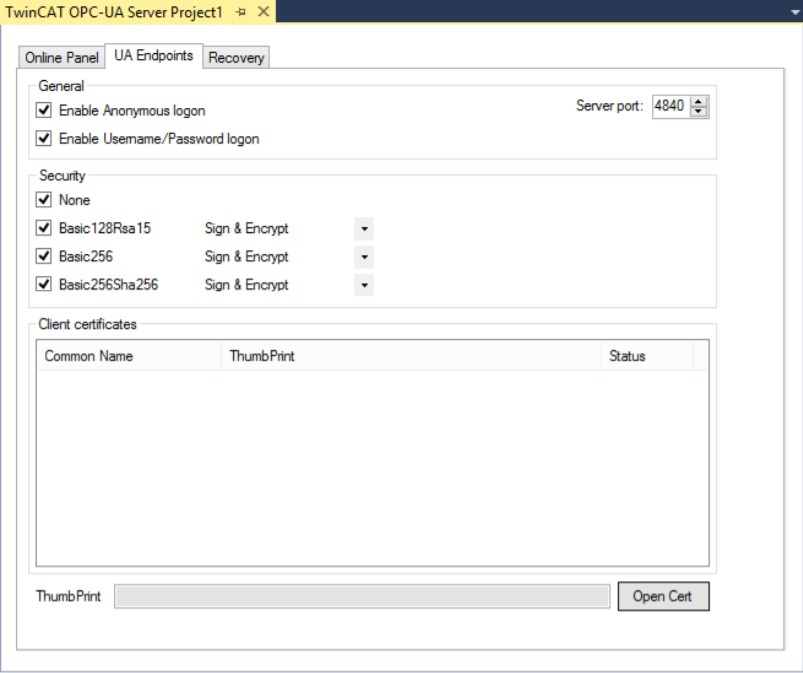 TwinCAT OPC-UA Server Project1
Online Panel UA Endpoints Recovery
General
Enable Anonymous logon Server port: 4840
Enable Username/Password logon
Security
None
Basic128Rsa15 Sign & Encrypt
Basic256 Sign & Encrypt
Basic256Sha256 Sign & Encrypt
Client certificates
Common Name ThumbPrint Status
ThumbPrint Open Cert